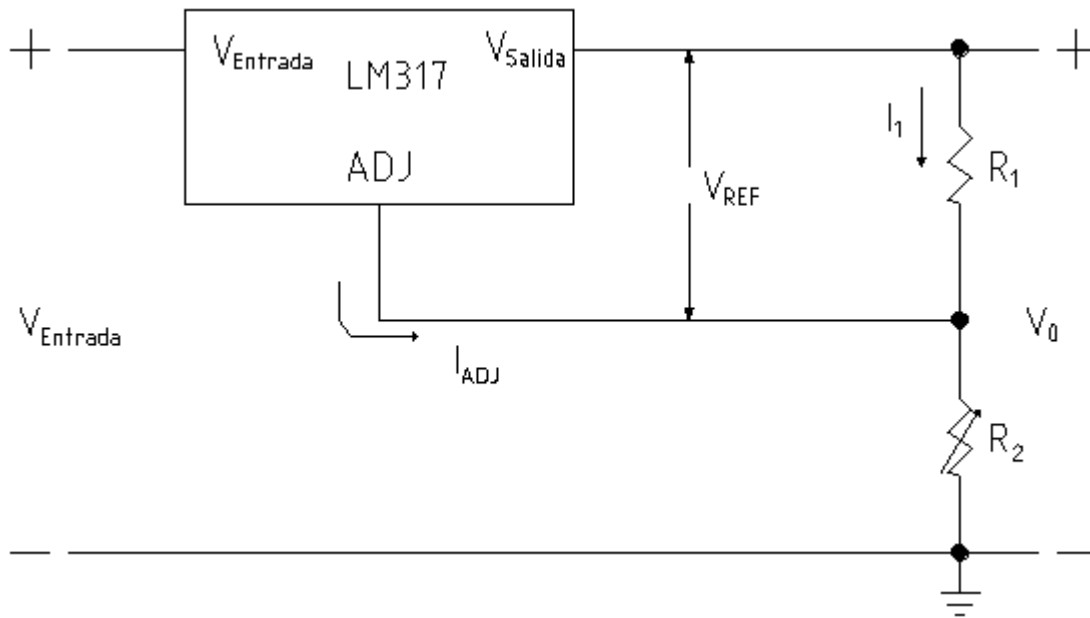 +
V_Entrada
LM317
V_Salida
+
ADJ
I_1
R_1
V_REF
V_Entrada
I_ADJ
V_0
R_2